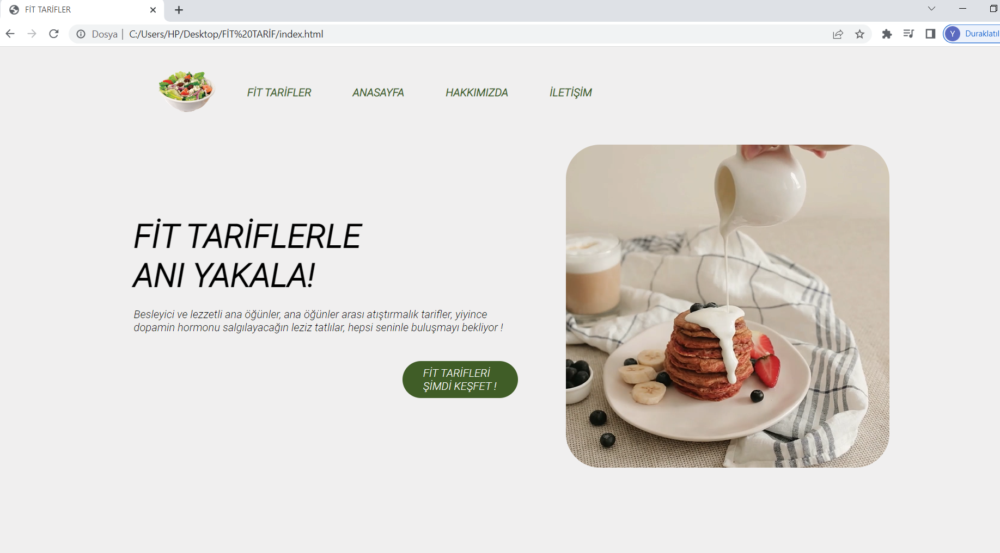 FİT TARİFLER
Dosya | C:/Users/HP/Desktop/FİT%20TARİF/index.html
Y Duraklatıl
FİT TARİFLER ANASAYFA HAKKIMIZDA İLETİŞİM
FİT TARİFLERLE
ANI YAKALA!
Besleyici ve lezzetli ana öğünler, ana öğünler arası atıştırmalık tarifler, yiyince
dopamin hormonu salgılayacağın leziz tatlılar, hepsi seninle buluşmayı bekliyor !
FİT TARİFLERİ
ŞİMDİ KEŞFET !